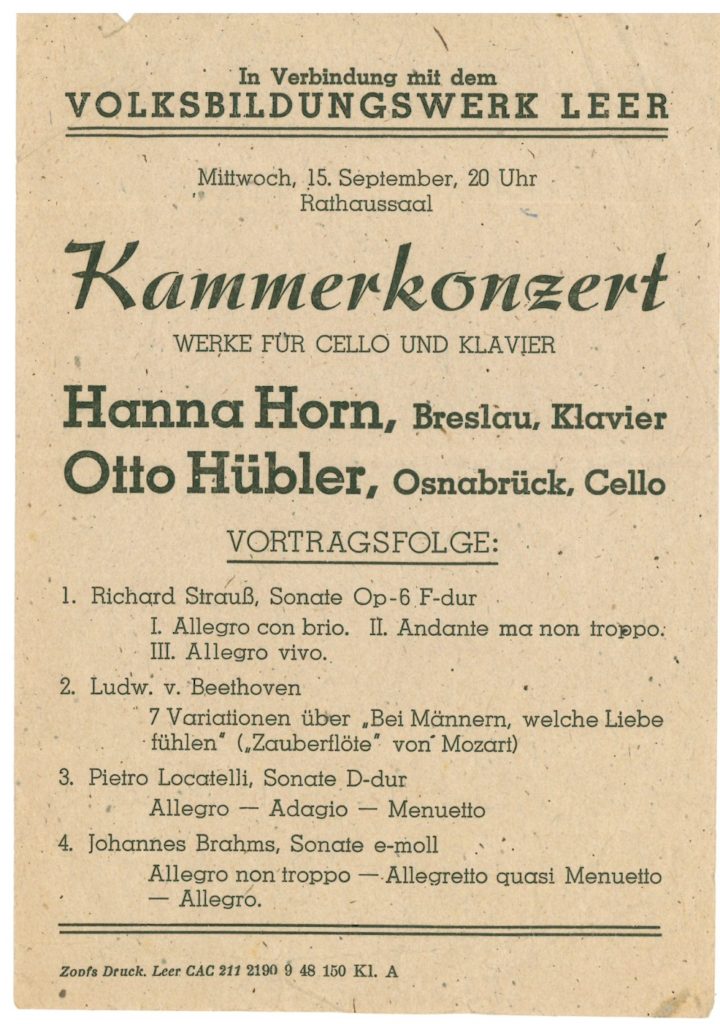 In Verbindung mit dem
VOLKSBILDUNGSWERK LEER
Mittwoch, 15. September, 20 Uhr
Rathaussaal
Kammerkonzert
WERKE FÜR CELLO UND KLAVIER
Hanna Horn, Breslau, Klavier
Otto Hübler, Osnabrück, Cello
VORTRAGSFOLGE:
1. Richard Strauß, Sonate Op-6 F-dur
I. Allegro con brio. II. Andante ma non troppo.
III. Allegro vivo.
2. Ludw. v. Beethoven
7 Variationen über „Bei Männern, welche Liebe
fühlen" („Zauberflöte" von Mozart)
3. Pietro Locatelli, Sonate D-dur
Allegro — Adagio — Menuetto
4. Johannes Brahms, Sonate e-moll
Allegro non troppo — Allegretto quasi Menuetto
— Allegro.
Zopfs Druck. Leer CAC 211 2190 9 48 150 Kl. A